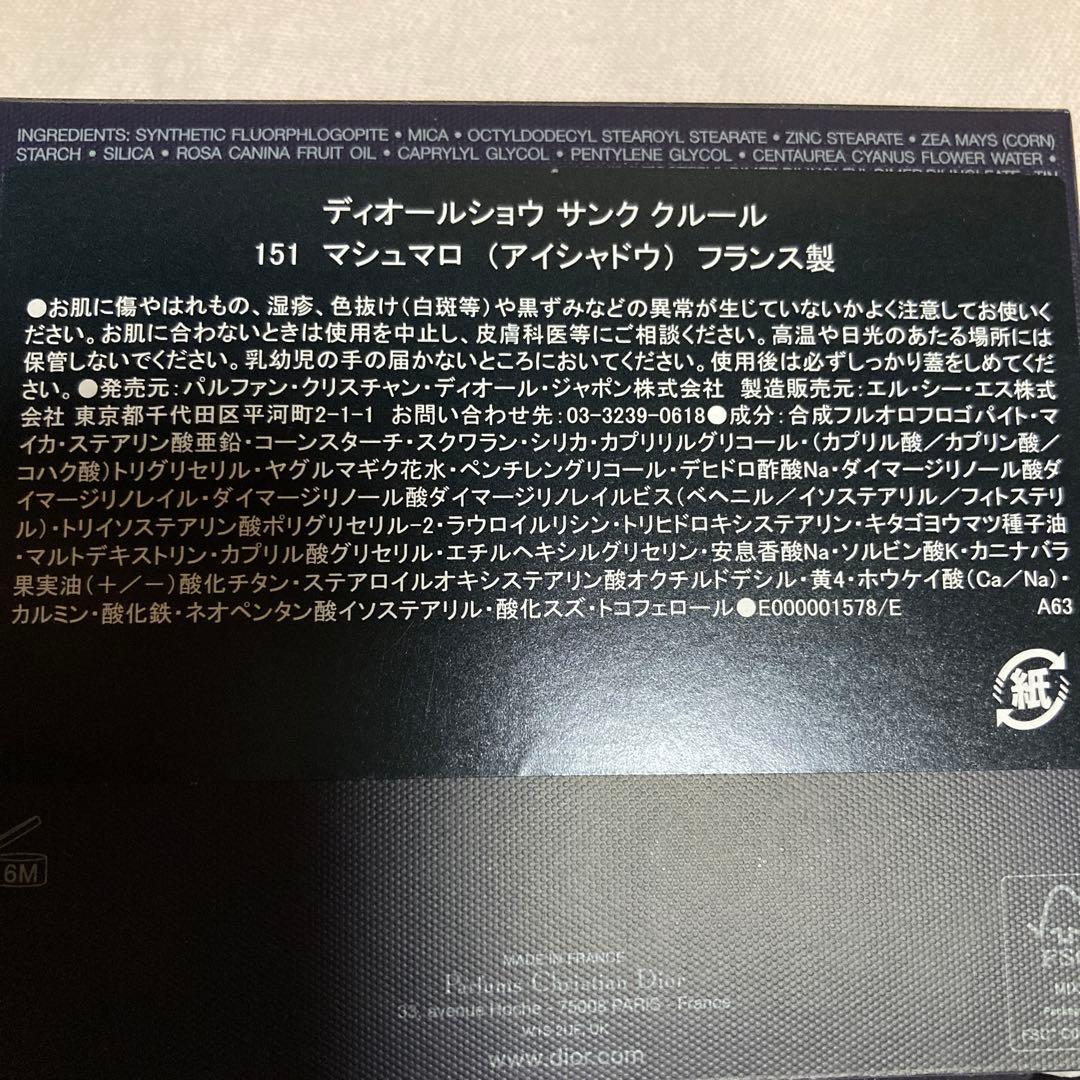 INGREDIENTS: SYNTHETIC FLUORPHLOGOPITE • MICA • OCTYLDODECYL STEAROYL STEARATE • ZINC STEARATE • ZEA MAYS (CORN)
STARCH • SILICA • ROSA CANINA FRUIT OIL • CAPRYLYL GLYCOL • PENTYLENE GLYCOL • CENTAUREA CYANUS FLOWER WATER •
ディオールショウ サンク クルール
151 マシュマロ （アイシャドウ） フランス製
●お肌に傷やはれもの、湿疹、色抜け(白斑等)や黒ずみなどの異常が生じていないかよく注意してお使いく
ださい。お肌に合わないときは使用を中止し、皮膚科医等にご相談ください。高温や日光のあたる場所には
保管しないでください。乳幼児の手の届かないところにおいてください。使用後は必ずしっかり蓋をしめてくだ
さい。●発売元:パルファン・クリスチャン・ディオール・ジャポン株式会社 製造販売元:エル・シー・エス株式
会社 東京都千代田区平河町2-1-1 お問い合わせ先:03-3239-0618●成分:合成フルオロフロゴパイト・マ
イカ・ステアリン酸亜鉛・コーンスターチ・スクワラン・シリカ・カプリリルグリコール・(カプリル酸／カプリン酸／
コハク酸)トリグリセリル・ヤグルマギク花水・ペンチレングリコール・デヒドロ酢酸Na・ダイマージリノール酸ダ
イマージリノレイル・ダイマージリノール酸ダイマージリノレイルビス(ベヘニル／イソステアリル／フィトステリ
ル)・トリイソステアリン酸ポリグリセリル-2・ラウロイルリシン・トリヒドロキシステアリン・キタゴヨウマツ種子油
・マルトデキストリン・カプリル酸グリセリル・エチルヘキシルグリセリン・安息香酸Na・ソルビン酸K・カニナバラ
果実油(＋／－)酸化チタン・ステアロイルオキシステアリン酸オクチルドデシル・黄4・ホウケイ酸(Ca／Na)・
カルミン・酸化鉄・ネオペンタン酸イソステアリル・酸化スズ・トコフェロール●E000001578/E A63
紙
6M
MADE IN FRANCE
Parfums Christian Dior
33, avenue Hoche - 75008 PARIS - France
W1S 2UE, UK
www.dior.com
FSC
MIX